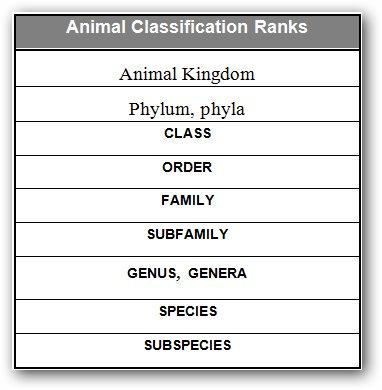 Animal Classification Ranks
Animal Kingdom
Phylum, phyla
CLASS
ORDER
FAMILY
SUBFAMILY
GENUS, GENERA
SPECIES
SUBSPECIES